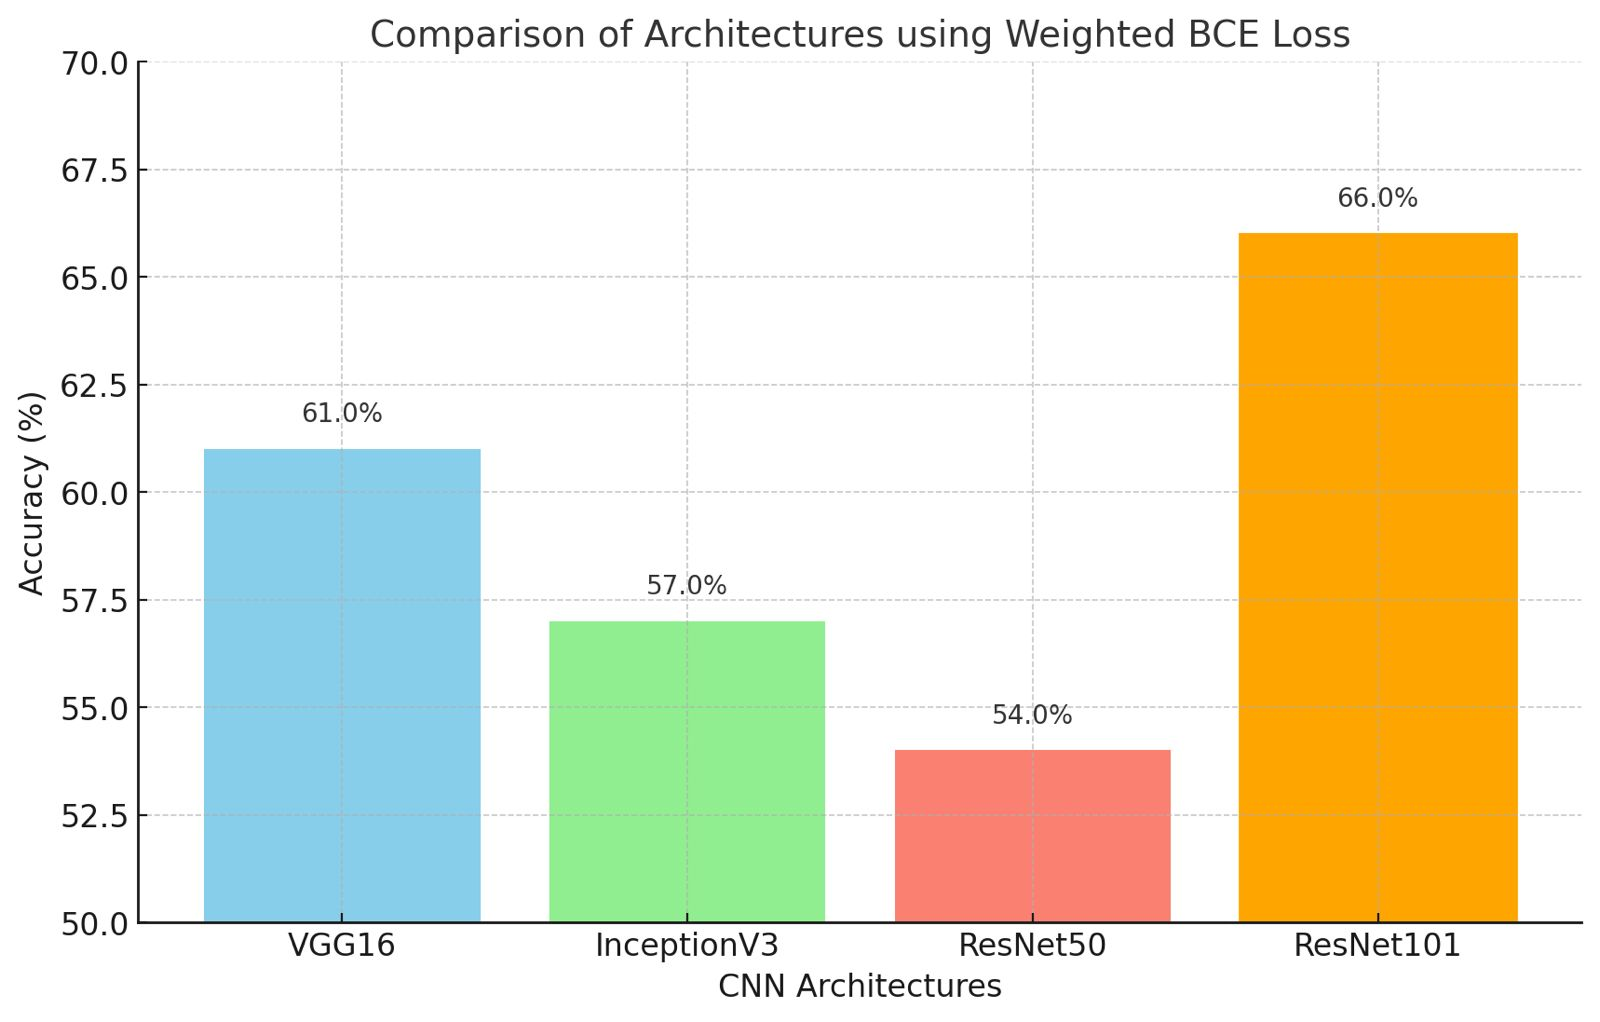 Comparison of Architectures using Weighted BCE Loss
70.0
67.5
65.0
62.5
60.0
57.5
55.0
52.5
50.0
Accuracy (%)
61.0%
57.0%
54.0%
66.0%
VGG16
InceptionV3
ResNet50
ResNet101
CNN Architectures